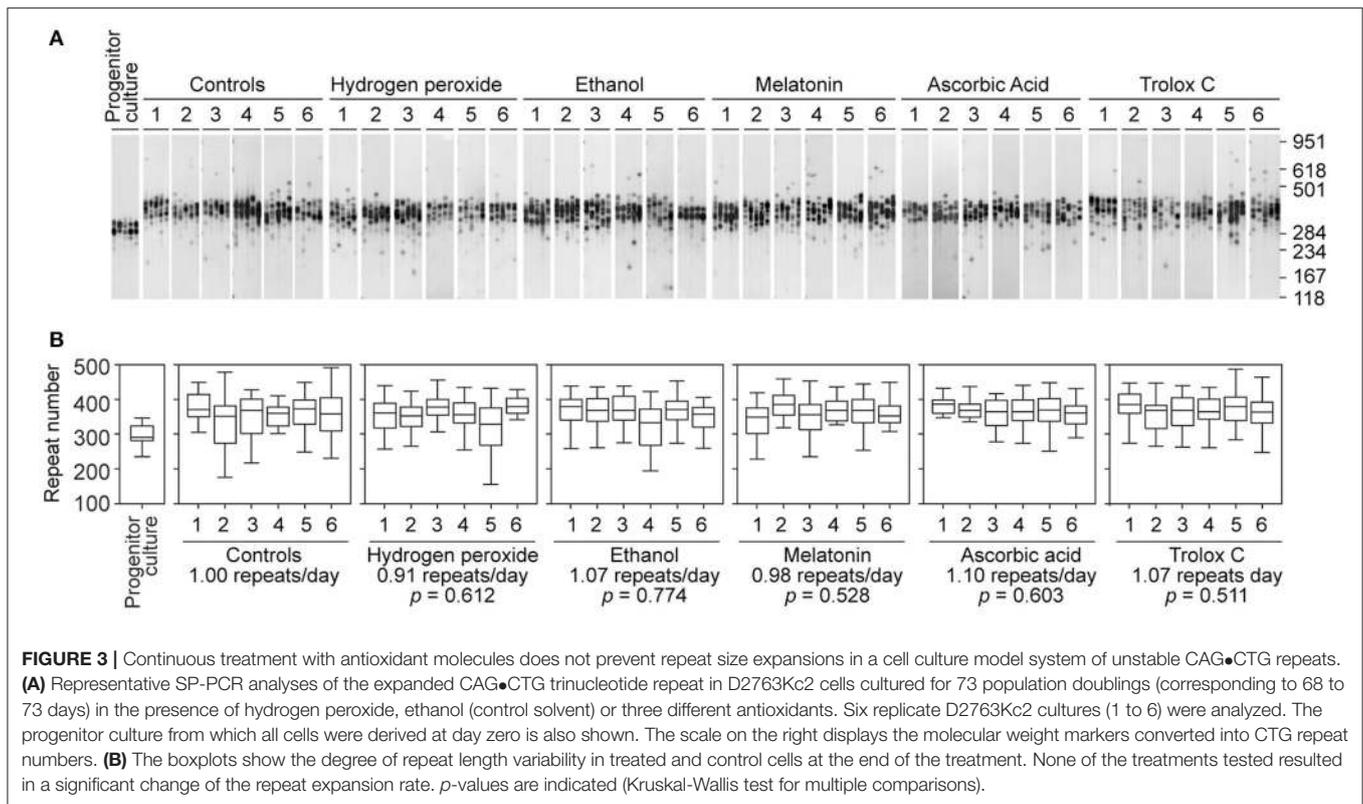 A
Progenitor
culture
Controls
Hydrogen peroxide
Ethanol
Melatonin
Ascorbic Acid
Trolox C
1 2 3 4 5 6
1 2 3 4 5 6
1 2 3 4 5 6
1 2 3 4 5 6
1 2 3 4 5 6
1 2 3 4 5 6
951
618
501
284
234
167
118
B
Repeat number
500
400
300
200
100
Progenitor
culture
1 2 3 4 5 6
1 2 3 4 5 6
1 2 3 4 5 6
1 2 3 4 5 6
1 2 3 4 5 6
1 2 3 4 5 6
Controls
1.00 repeats/day
Hydrogen peroxide
0.91 repeats/day
p = 0.612
Ethanol
1.07 repeats/day
p = 0.774
Melatonin
0.98 repeats/day
p = 0.528
Ascorbic acid
1.10 repeats/day
p = 0.603
Trolox C
1.07 repeats day
p = 0.511
FIGURE 3 | Continuous treatment with antioxidant molecules does not prevent repeat size expansions in a cell culture model system of unstable CAG●CTG repeats.
(A) Representative SP-PCR analyses of the expanded CAG●CTG trinucleotide repeat in D2763Kc2 cells cultured for 73 population doublings (corresponding to 68 to
73 days) in the presence of hydrogen peroxide, ethanol (control solvent) or three different antioxidants. Six replicate D2763Kc2 cultures (1 to 6) were analyzed. The
progenitor culture from which all cells were derived at day zero is also shown. The scale on the right displays the molecular weight markers converted into CTG repeat
numbers. (B) The boxplots show the degree of repeat length variability in treated and control cells at the end of the treatment. None of the treatments tested resulted
in a significant change of the repeat expansion rate. p-values are indicated (Kruskal-Wallis test for multiple comparisons).